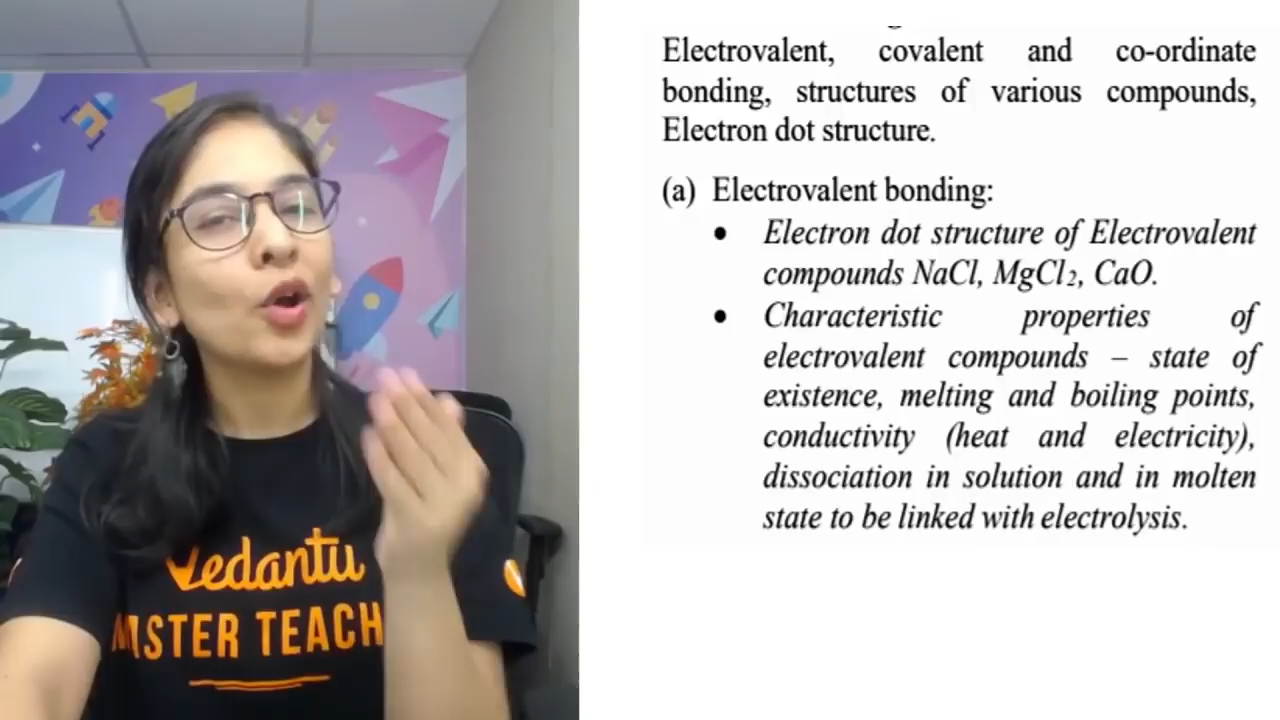 Electrovalent, covalent and co-ordinate
bonding, structures of various compounds,
Electron dot structure.
(a) Electrovalent bonding:
• Electron dot structure of Electrovalent
compounds NaCl, MgCl₂, CaO.
• Characteristic properties of
electrovalent compounds – state of
existence, melting and boiling points,
conductivity (heat and electricity),
dissociation in solution and in molten
state to be linked with electrolysis.
Vedantu
MASTER TEACH